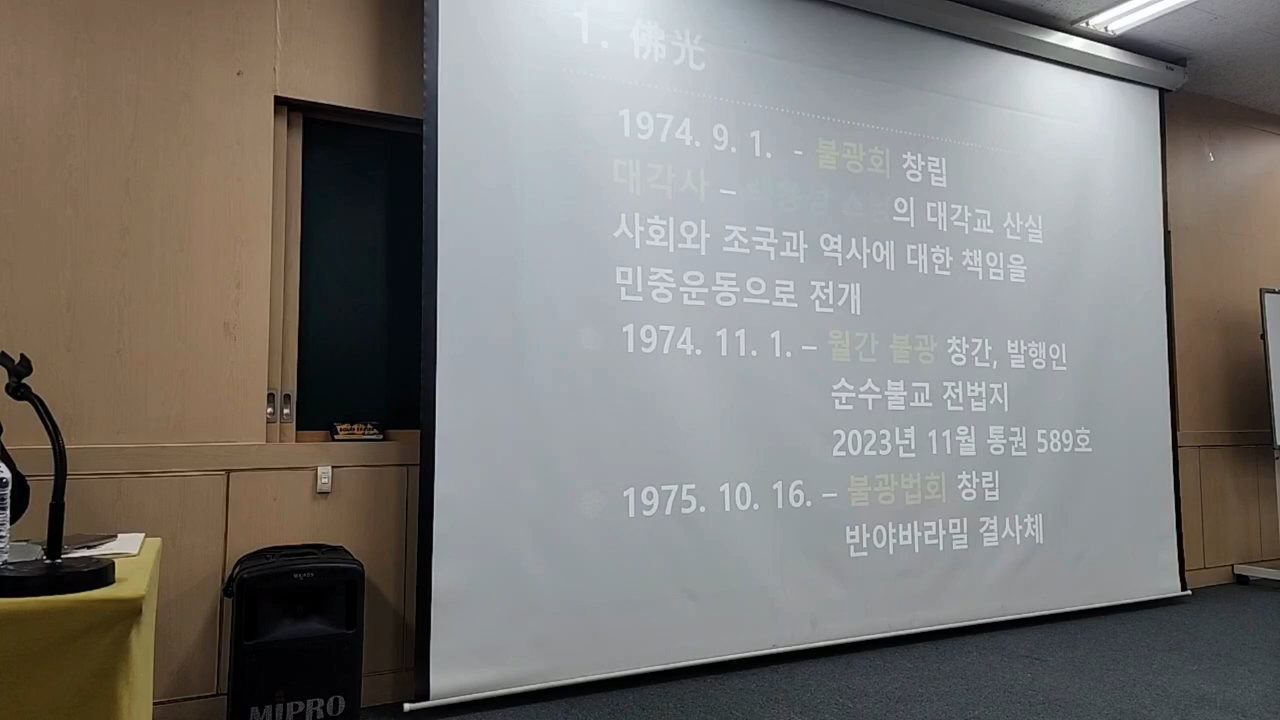 1. 佛光
1974. 9. 1. - 불광회 창립
대각사 – 스님의 대각교 산실
사회와 조국과 역사에 대한 책임을
민중운동으로 전개
1974. 11. 1. – 월간 불광 창간, 발행인
순수불교 전법지
2023년 11월 통권 589호
1975. 10. 16. – 불광법회 창립
반야바라밀 결사체
MIPRO